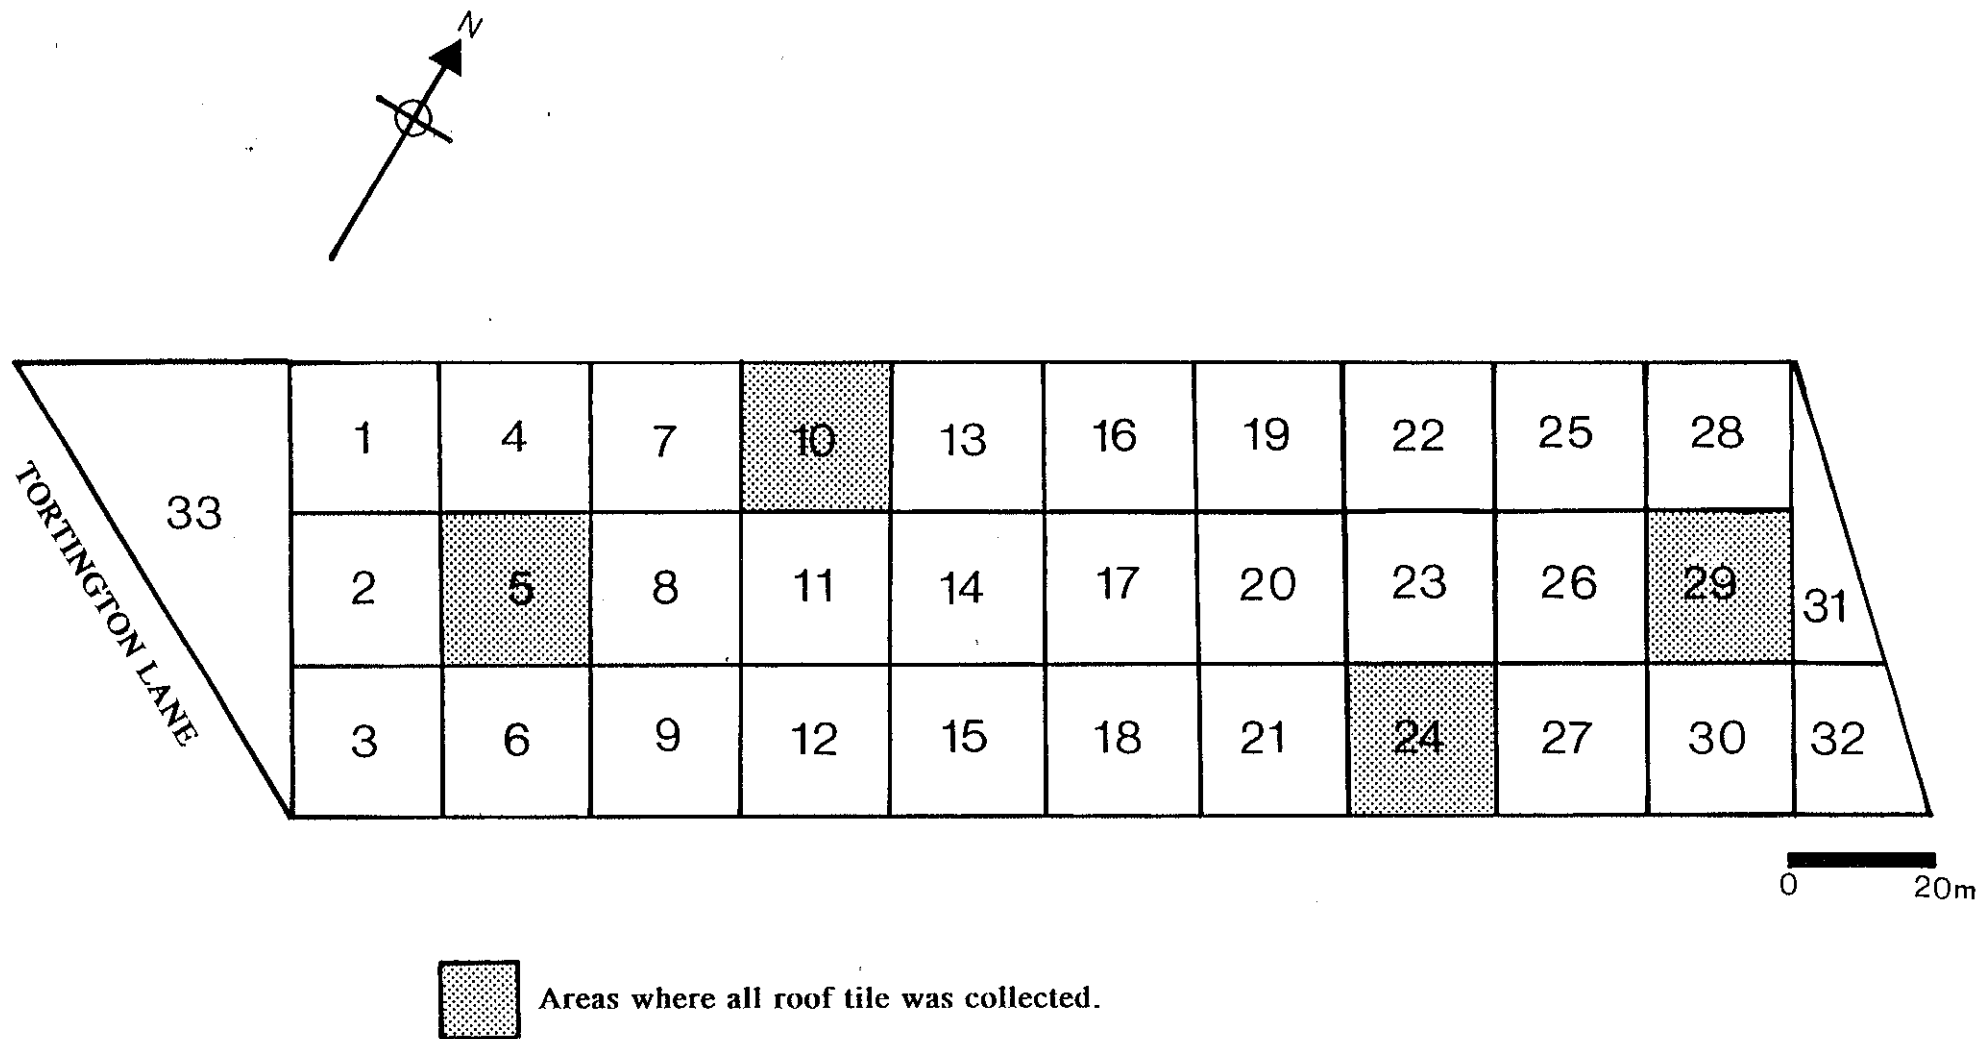 N
1 4 7 10 13 16 19 22 25 28
33
2 5 8 11 14 17 20 23 26 29 31
TORTINGTON LANE
3 6 9 12 15 18 21 24 27 30 32
0 20m
Areas where all roof tile was collected.